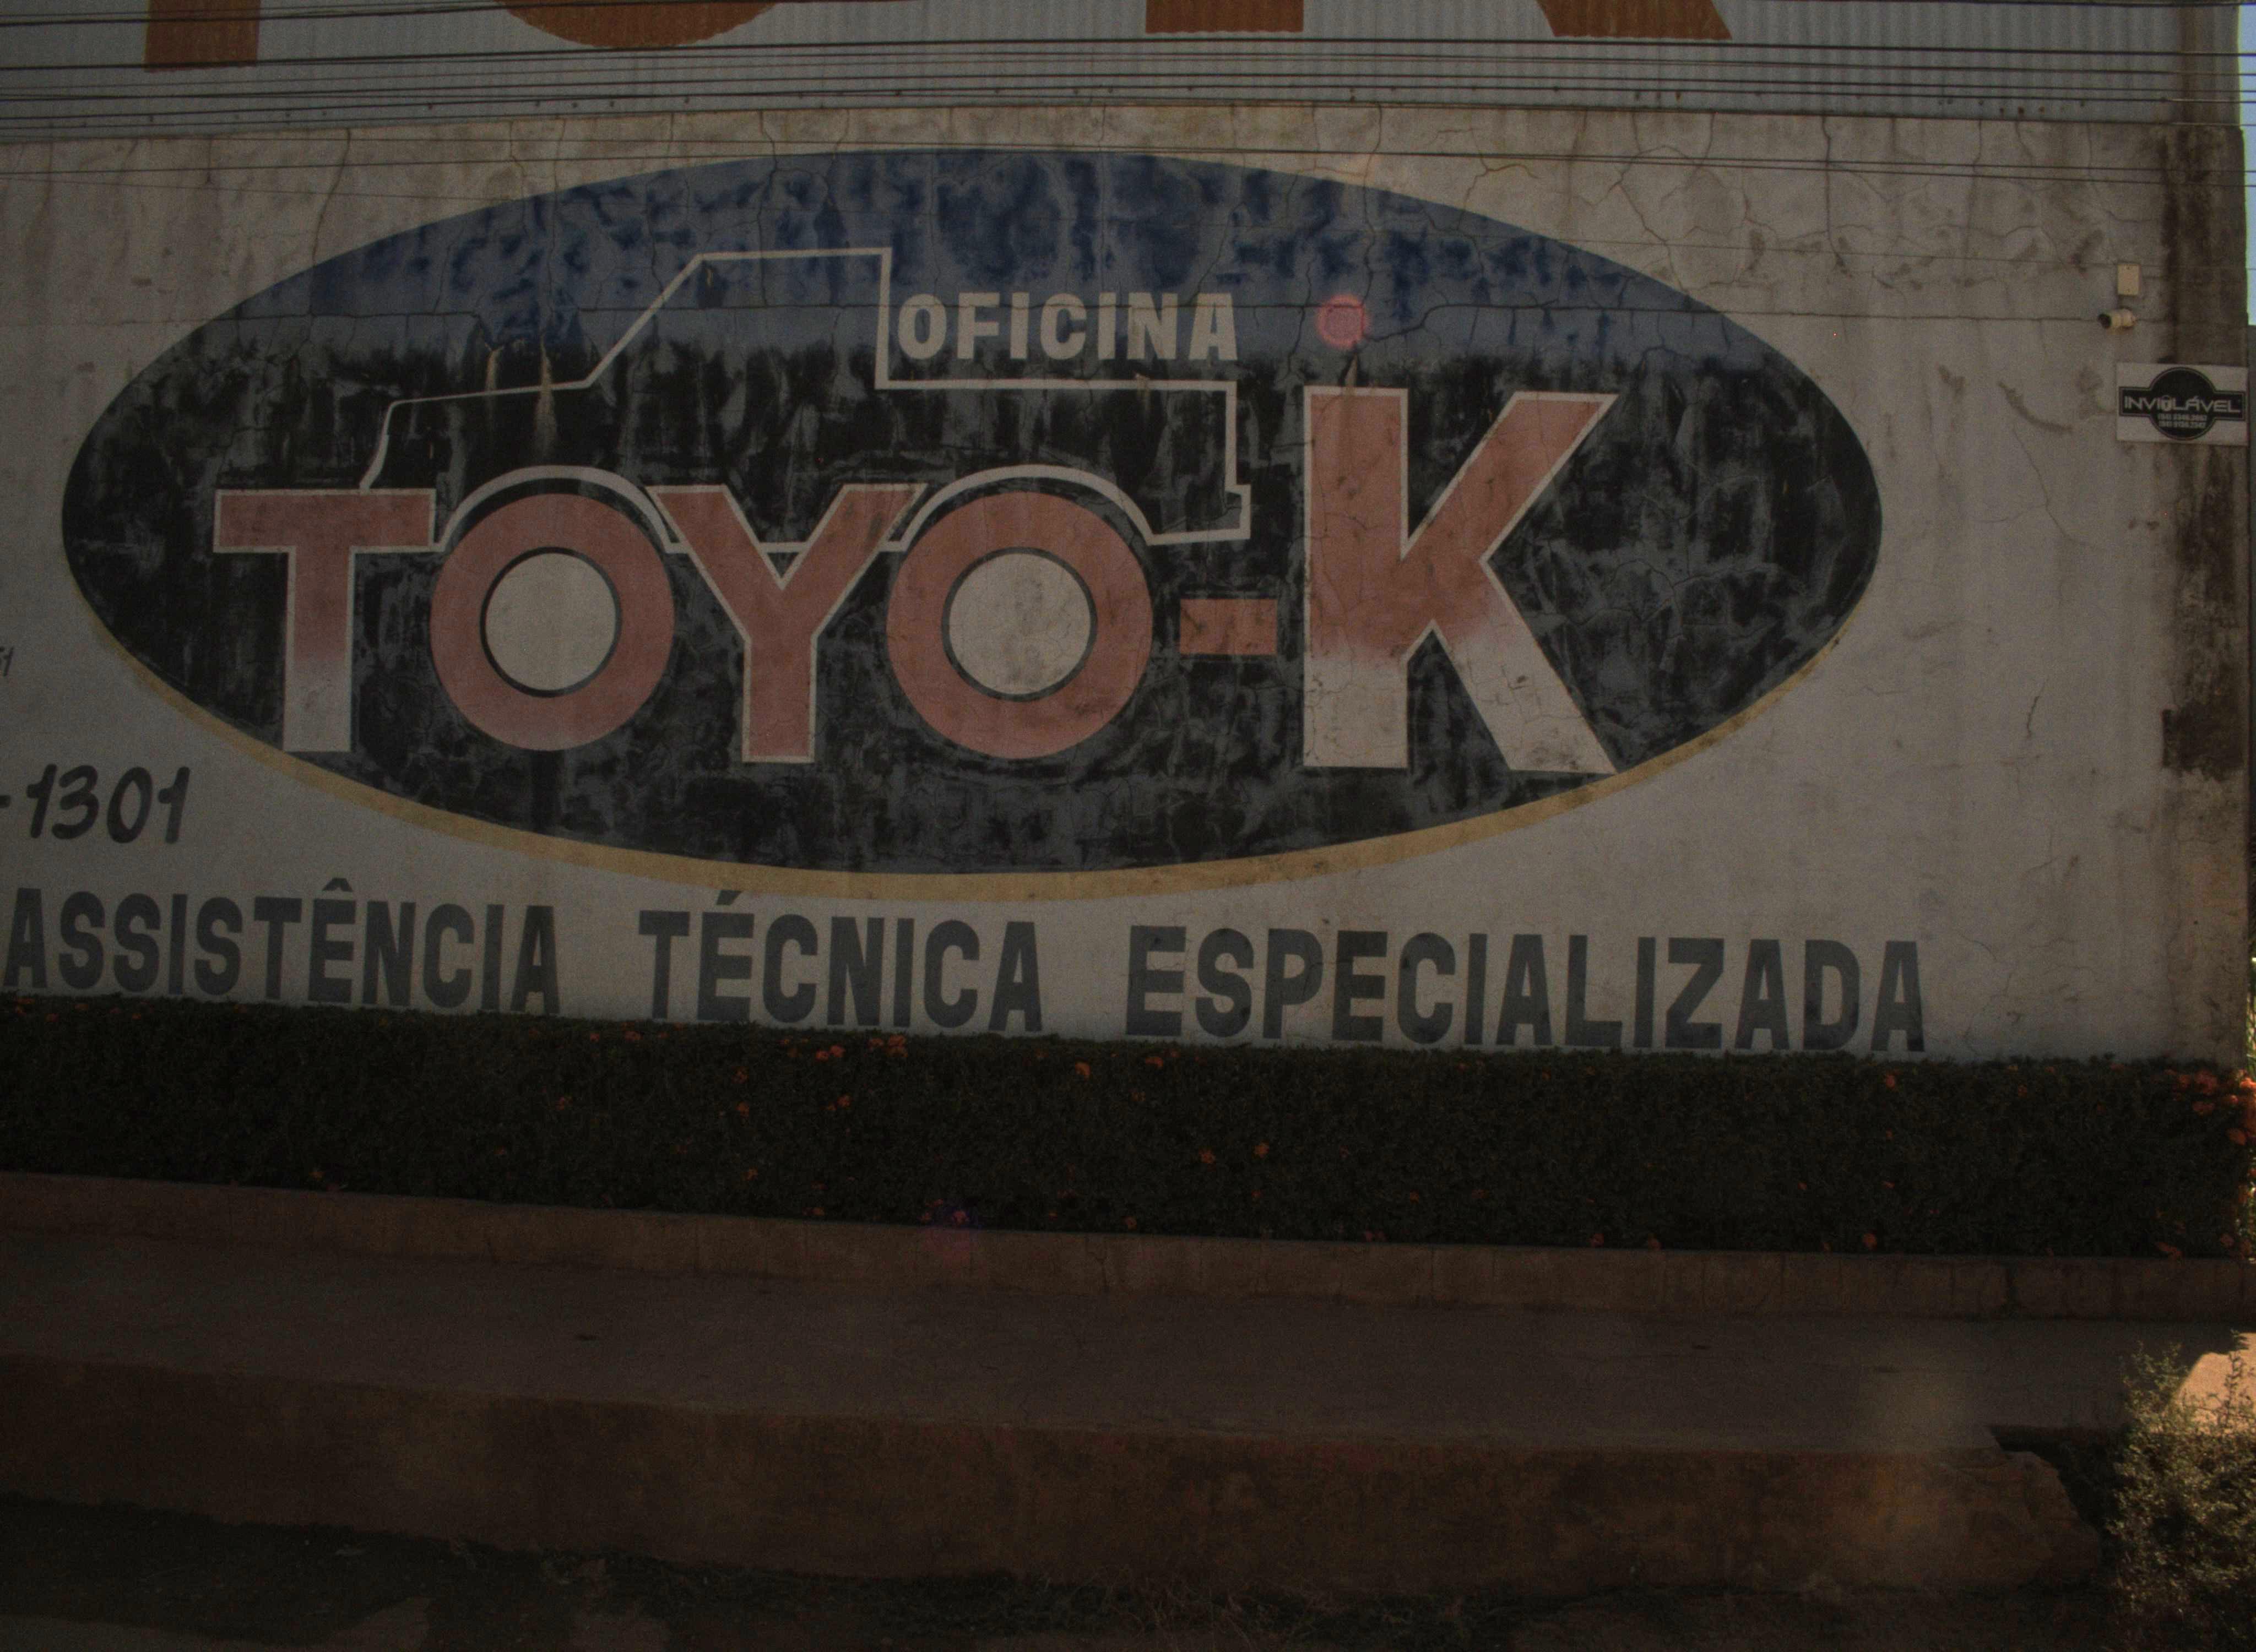 OFICINA
TOYO-K
INVIOLÁVEL
-1301
ASSISTÊNCIA TÉCNICA ESPECIALIZADA